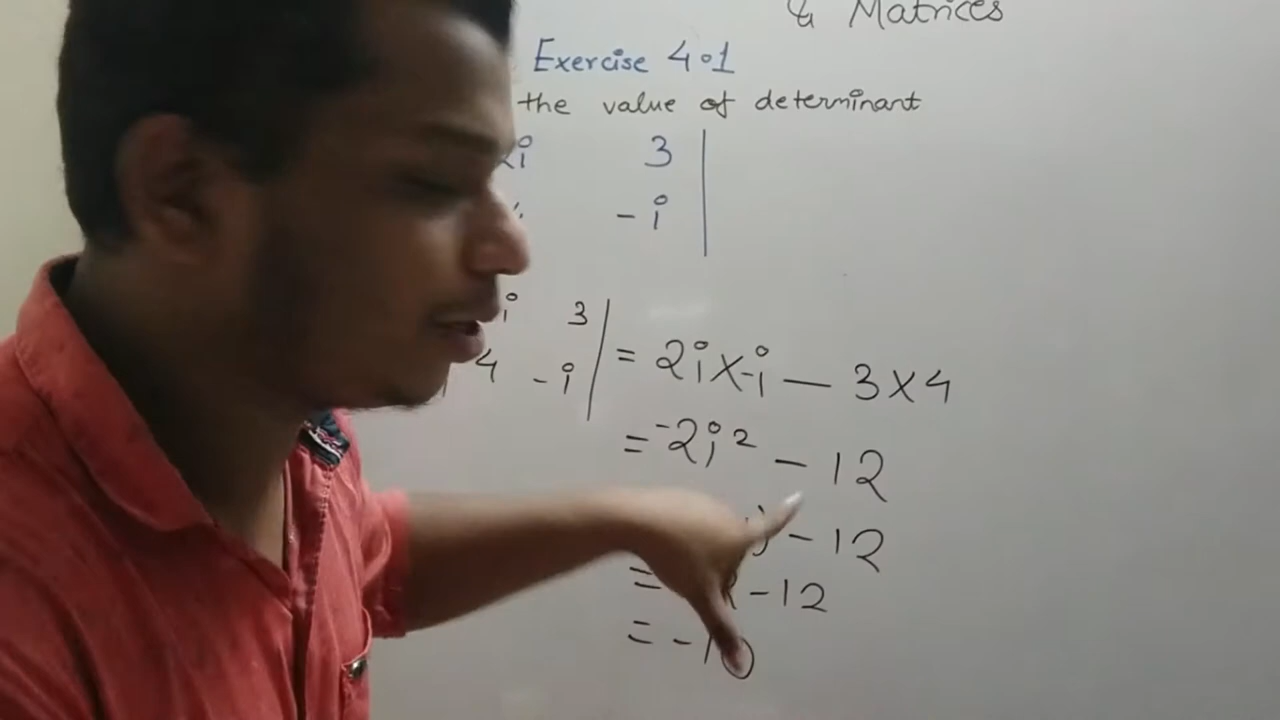 & Matrices
Exercise 4.1
the value of determinant
i 3
- i
i 3
4 - i
= 2i x -i — 3 x 4
= -2i² - 12
) - 12
= - 12
= - 10